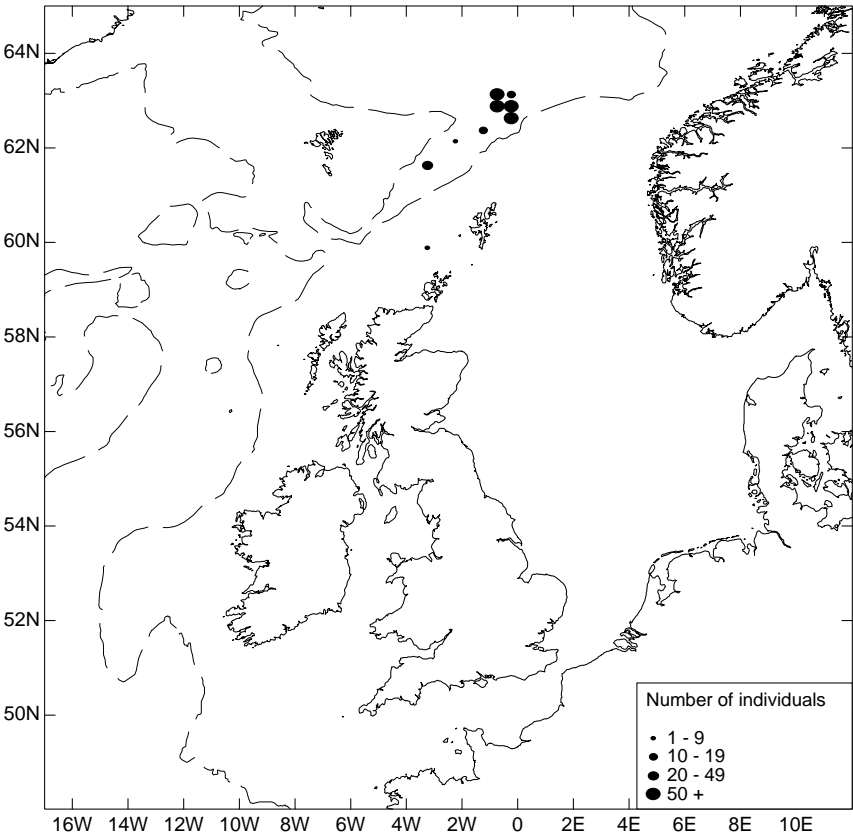 64N
62N
60N
58N
56N
54N
52N
50N
Number of individuals
1 - 9
10 - 19
20 - 49
50 +
16W 14W 12W 10W 8W 6W 4W 2W 0 2E 4E 6E 8E 10E